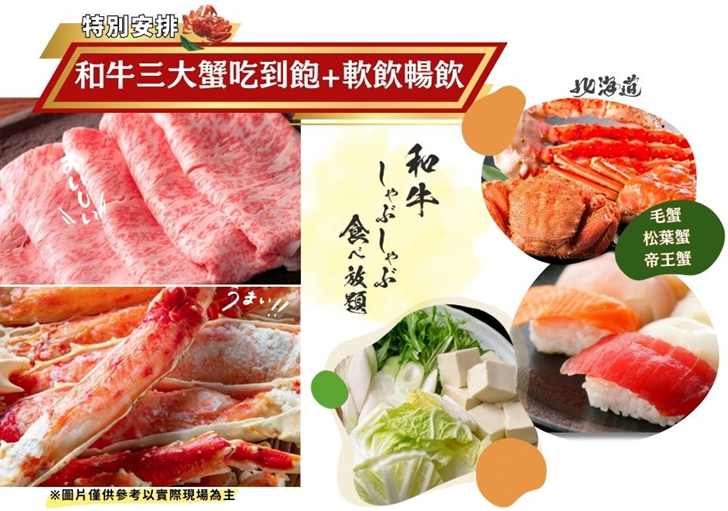 特別安排
和牛三大蟹吃到飽+軟飲暢飲
北海道
おいしい!!
和牛
しゃぶしゃぶ
食べ放題
毛蟹
松葉蟹
帝王蟹
うまい!!
※圖片僅供參考以實際現場為主